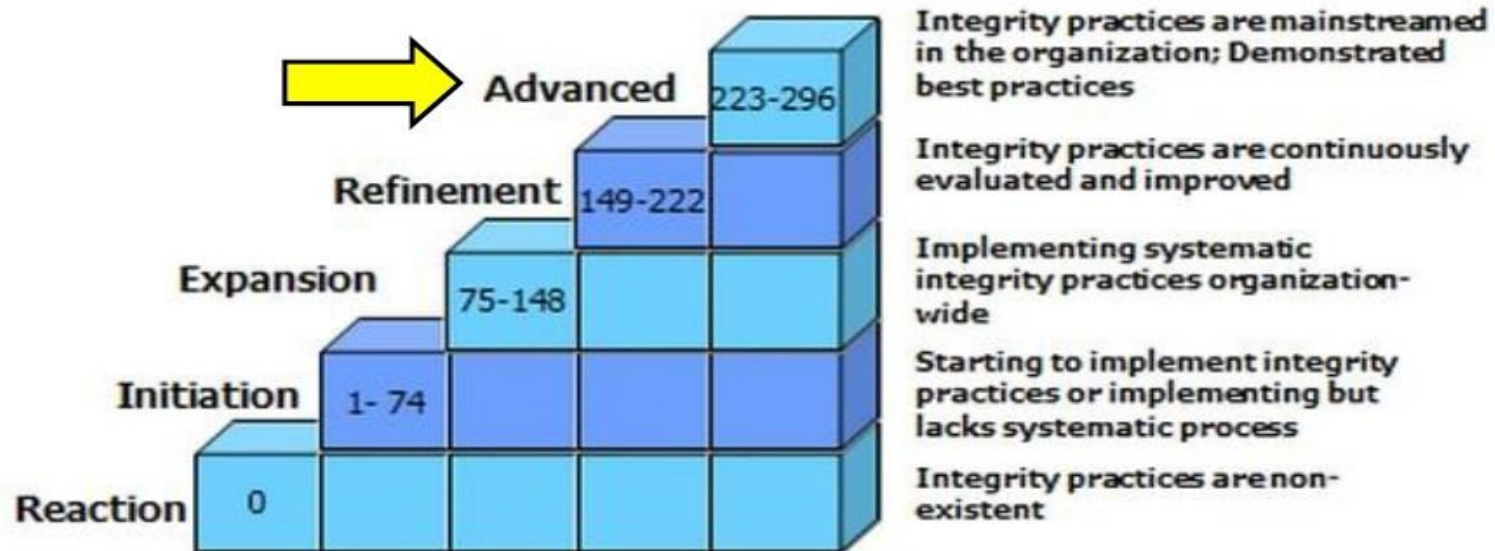 Integrity practices are mainstreamed
in the organization; Demonstrated
best practices
Advanced
223-296
Integrity practices are continuously
evaluated and improved
Refinement
149-222
Implementing systematic
integrity practices organization-
wide
Expansion
75-148
Starting to implement integrity
practices or implementing but
lacks systematic process
Initiation
1- 74
Integrity practices are non-
existent
Reaction
0